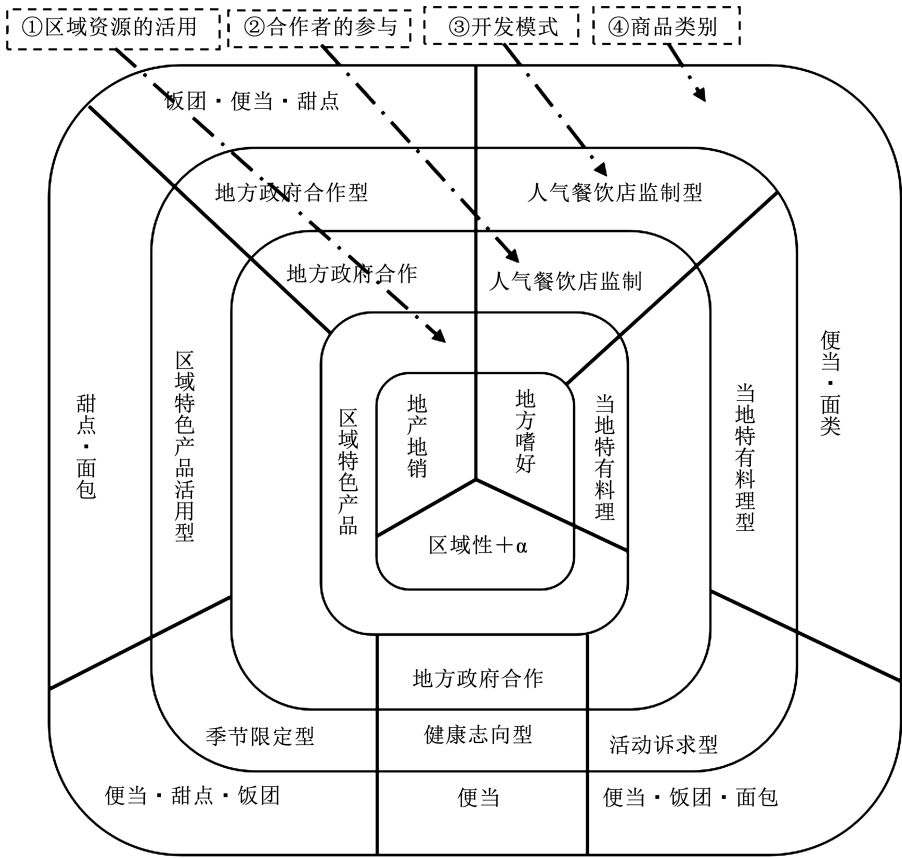 ①区域资源的活用
②合作者的参与
③开发模式
④商品类别
饭团·便当·甜点
地方政府合作型
人气餐饮店监制型
地方政府合作
人气餐饮店监制
甜点·面包
区域特色产品活用型
区域特色产品
地产地销
地方嗜好
当地特有料理
当地特有料理型
便当·面类
区域性＋α
地方政府合作
季节限定型
健康志向型
活动诉求型
便当·甜点·饭团
便当
便当·饭团·面包